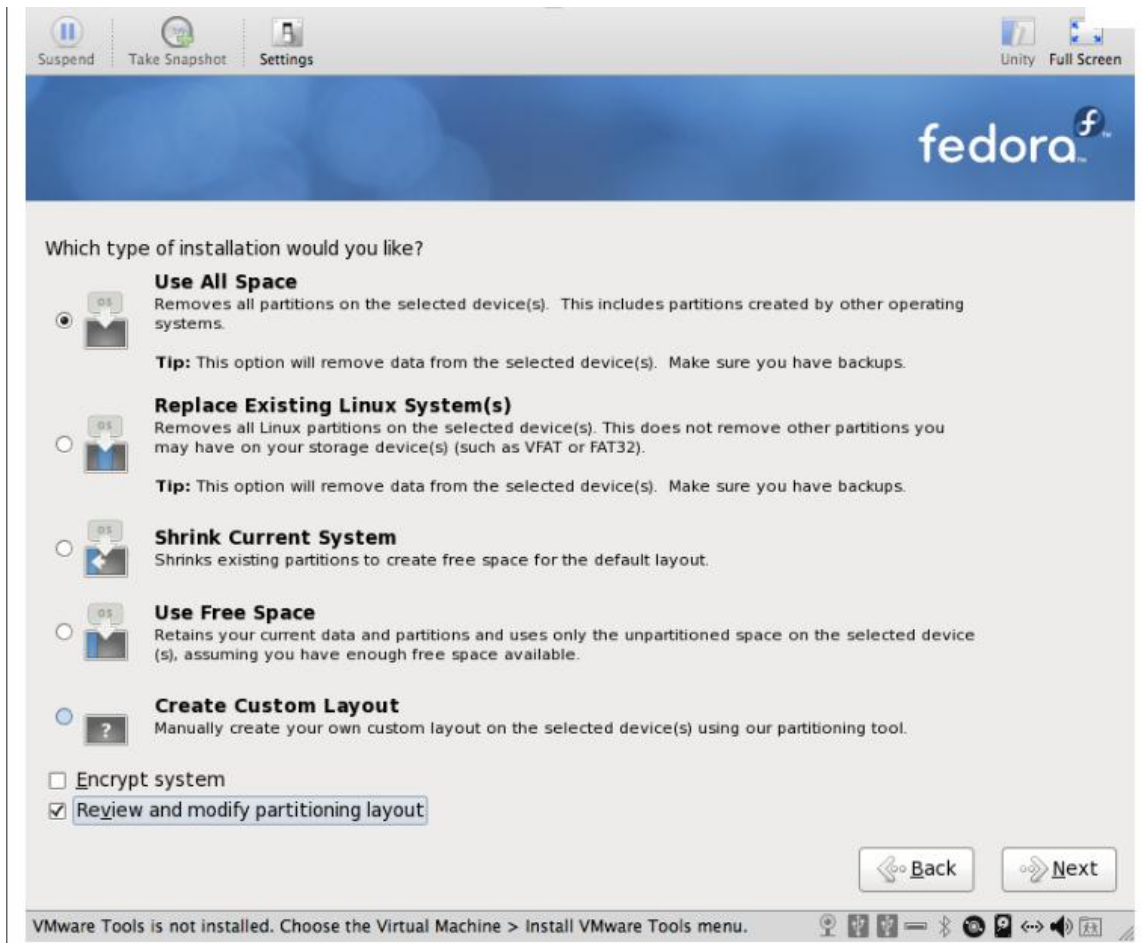 Suspend Take Snapshot Settings Unity Full Screen
fedora
Which type of installation would you like?
Use All Space
Removes all partitions on the selected device(s). This includes partitions created by other operating
systems.
Tip: This option will remove data from the selected device(s). Make sure you have backups.
Replace Existing Linux System(s)
Removes all Linux partitions on the selected device(s). This does not remove other partitions you
may have on your storage device(s) (such as VFAT or FAT32).
Tip: This option will remove data from the selected device(s). Make sure you have backups.
Shrink Current System
Shrinks existing partitions to create free space for the default layout.
Use Free Space
Retains your current data and partitions and uses only the unpartitioned space on the selected device
(s), assuming you have enough free space available.
Create Custom Layout
Manually create your own custom layout on the selected device(s) using our partitioning tool.
Encrypt system
Review and modify partitioning layout
Back Next
VMware Tools is not installed. Choose the Virtual Machine > Install VMware Tools menu.